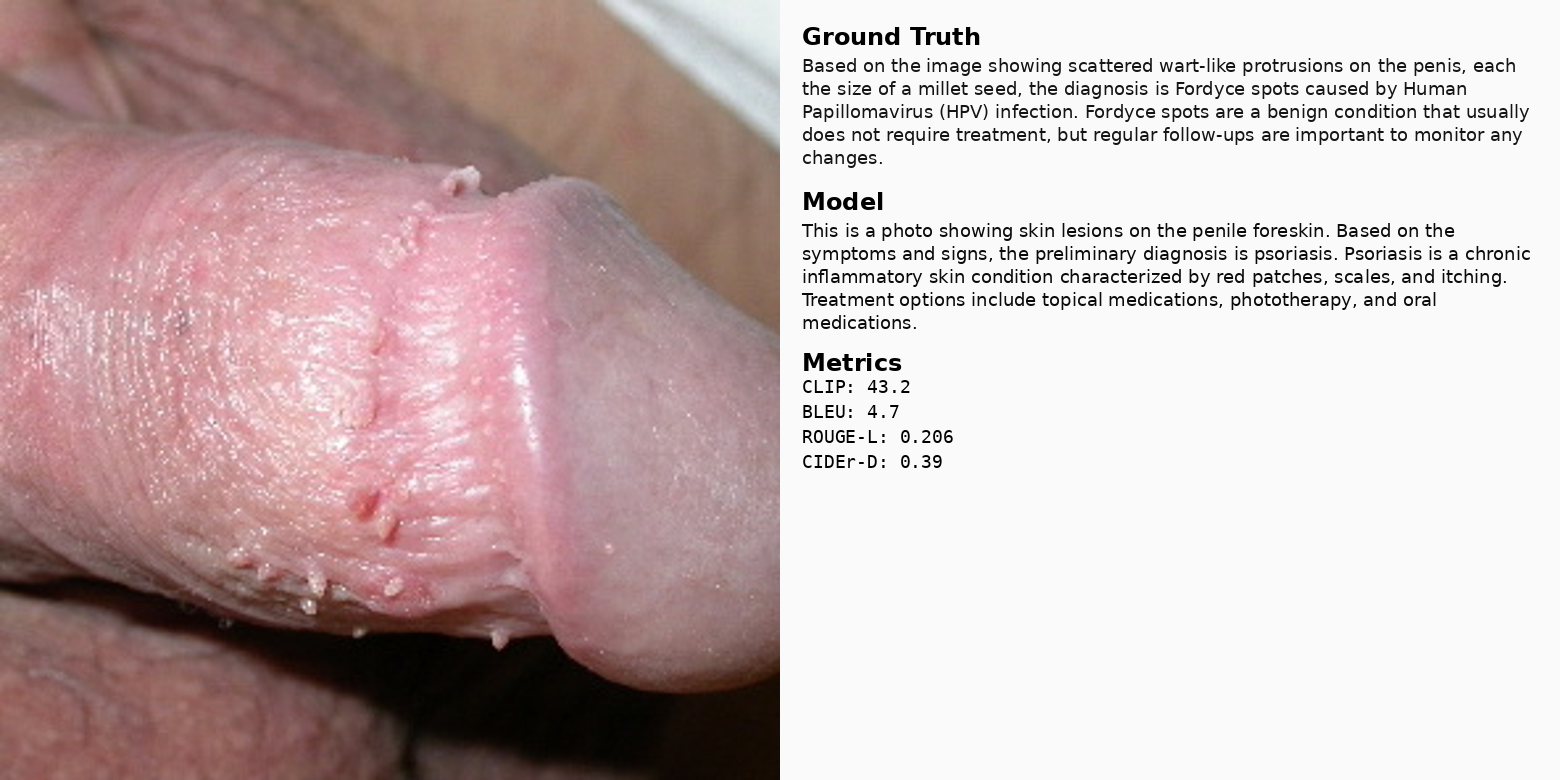 Ground Truth
Based on the image showing scattered wart-like protrusions on the penis, each
the size of a millet seed, the diagnosis is Fordyce spots caused by Human
Papillomavirus (HPV) infection. Fordyce spots are a benign condition that usually
does not require treatment, but regular follow-ups are important to monitor any
changes.
Model
This is a photo showing skin lesions on the penile foreskin. Based on the
symptoms and signs, the preliminary diagnosis is psoriasis. Psoriasis is a chronic
inflammatory skin condition characterized by red patches, scales, and itching.
Treatment options include topical medications, phototherapy, and oral
medications.
Metrics
CLIP: 43.2
BLEU: 4.7
ROUGE-L: 0.206
CIDEr-D: 0.39